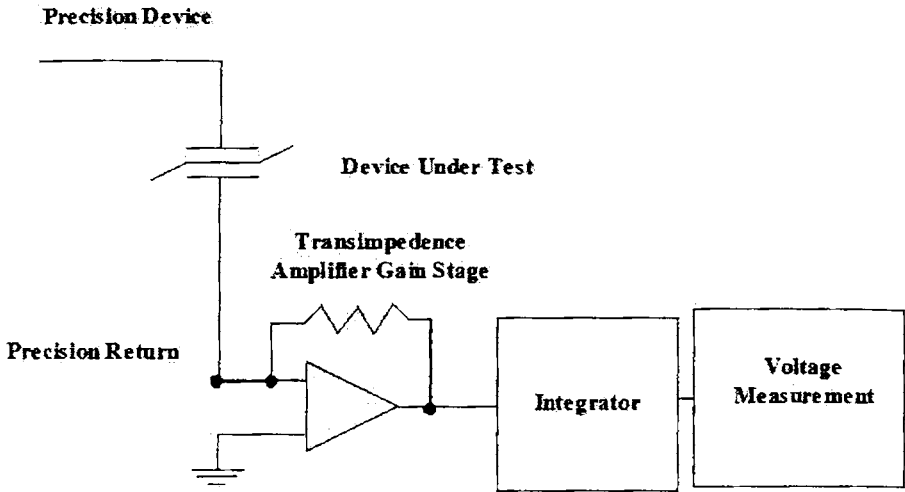 Precision Device
Device Under Test
Transimpedence
Amplifier Gain Stage
Precision Return
Integrator
Voltage
Measurement